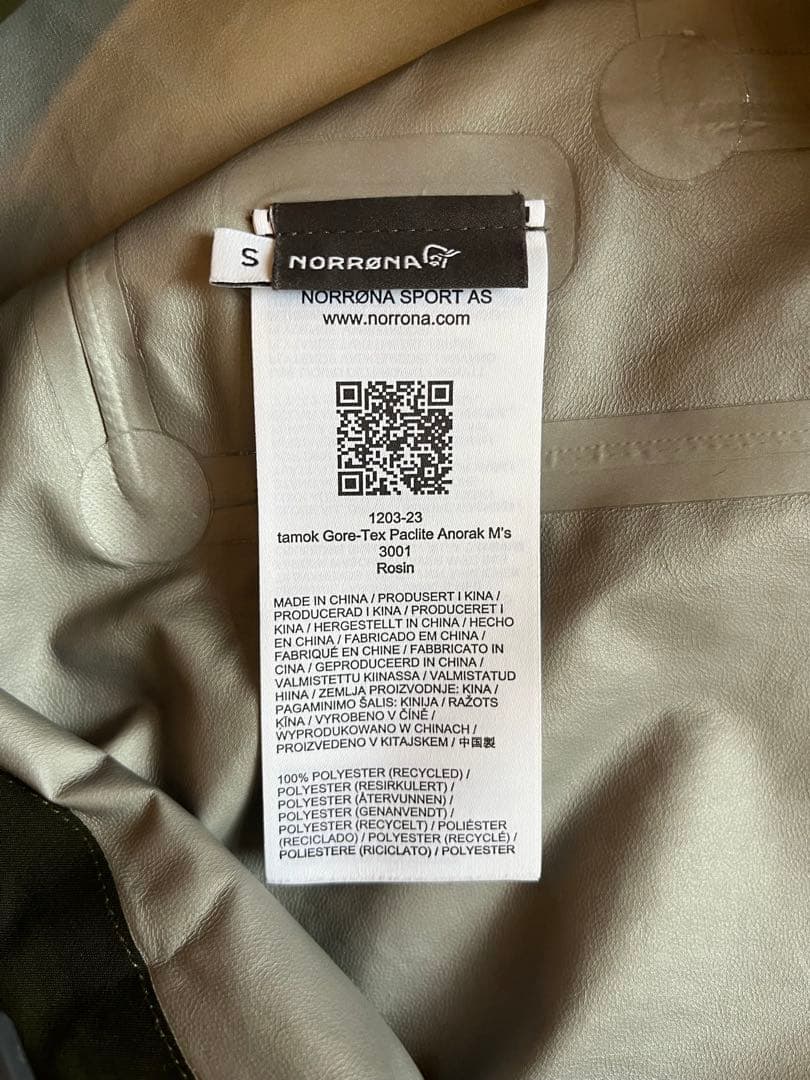 S
NORRØNA
NORRØNA SPORT AS
www.norrona.com
1203-23
tamok Gore-Tex Paclite Anorak M's
3001
Rosin
MADE IN CHINA / PRODUSERT I KINA /
PRODUCERAD I KINA / PRODUCERET I
KINA / HERGESTELLT IN CHINA / HECHO
EN CHINA / FABRICADO EM CHINA /
FABRIQUÉ EN CHINE / FABBRICATO IN
CINA / GEPRODUCEERD IN CHINA /
VALMISTETTU KIINASSA / VALMISTATUD
HIINA / ZEMLJA PROIZVODNJE: KINA /
PAGAMINIMO ŠALIS: KINIJA / RAŽOTS
ĶĪNA / VYROBENO V ČÍNĚ /
WYPRODUKOWANO W CHINACH /
PROIZVEDENO V KITAJSKEM / 中国製
100% POLYESTER (RECYCLED) /
POLYESTER (RESIRKULERT) /
POLYESTER (ÅTERVUNNEN) /
POLYESTER (GENANVENDT) /
POLYESTER (RECYCELT) / POLIÉSTER
(RECICLADO) / POLYESTER (RECYCLÉ) /
POLIESTERE (RICICLATO) / POLYESTER